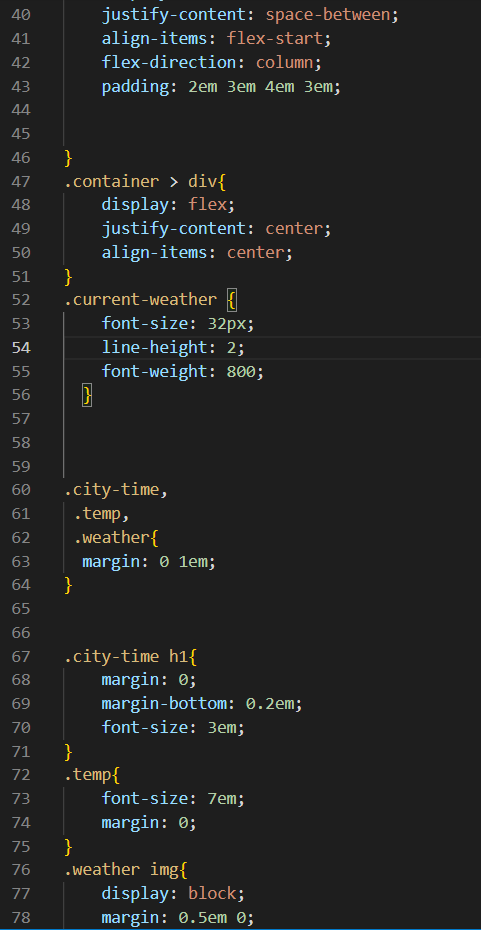 40 justify-content: space-between;
41 align-items: flex-start;
42 flex-direction: column;
43 padding: 2em 3em 4em 3em;
44
45
46 }
47 .container > div{
48 display: flex;
49 justify-content: center;
50 align-items: center;
51 }
52 .current-weather {
53 font-size: 32px;
54 line-height: 2;
55 font-weight: 800;
56 }
57
58
59
60 .city-time,
61 .temp,
62 .weather{
63 margin: 0 1em;
64 }
65
66
67 .city-time h1{
68 margin: 0;
69 margin-bottom: 0.2em;
70 font-size: 3em;
71 }
72 .temp{
73 font-size: 7em;
74 margin: 0;
75 }
76 .weather img{
77 display: block;
78 margin: 0.5em 0;